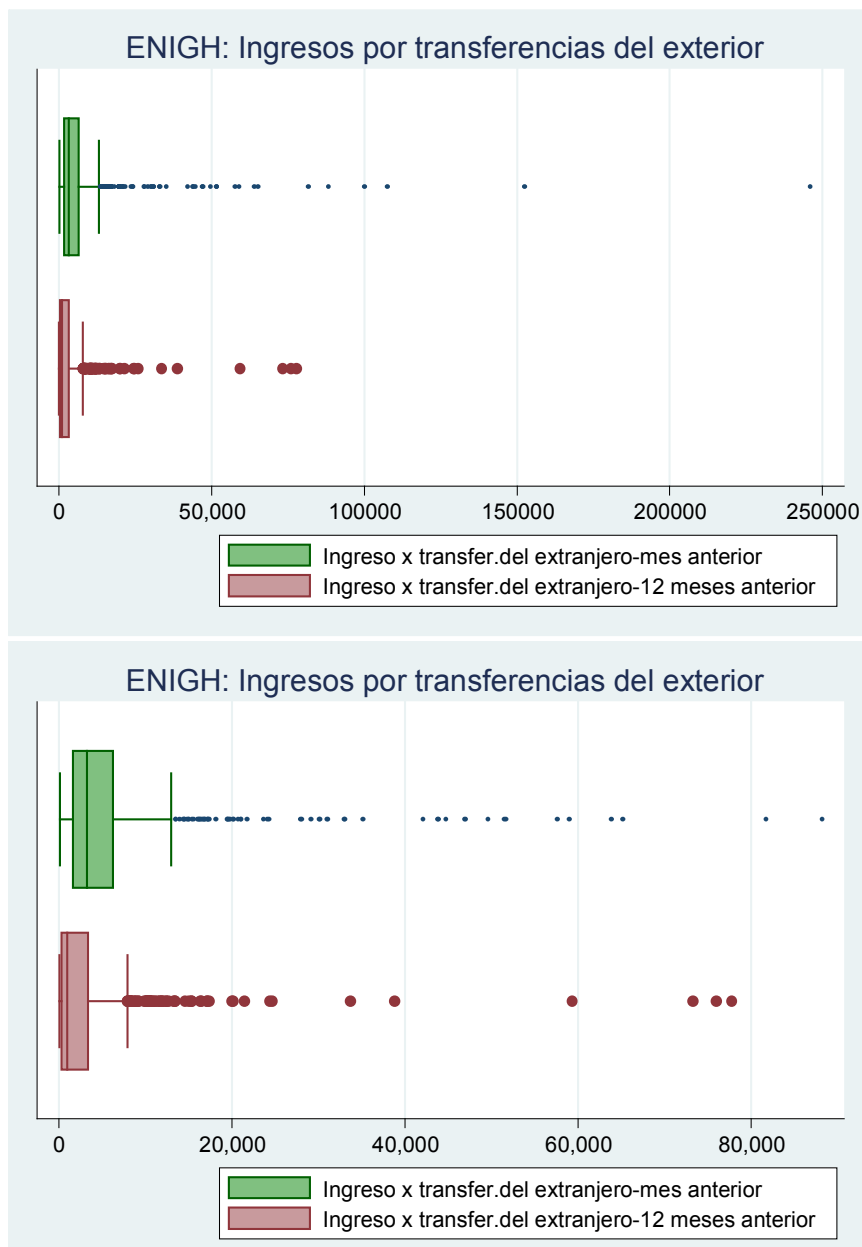 ENIGH: Ingresos por transferencias del exterior
0 50,000 100000 150000 200000 250000
Ingreso x transfer.del extranjero-mes anterior
Ingreso x transfer.del extranjero-12 meses anterior
ENIGH: Ingresos por transferencias del exterior
0 20,000 40,000 60,000 80,000
Ingreso x transfer.del extranjero-mes anterior
Ingreso x transfer.del extranjero-12 meses anterior